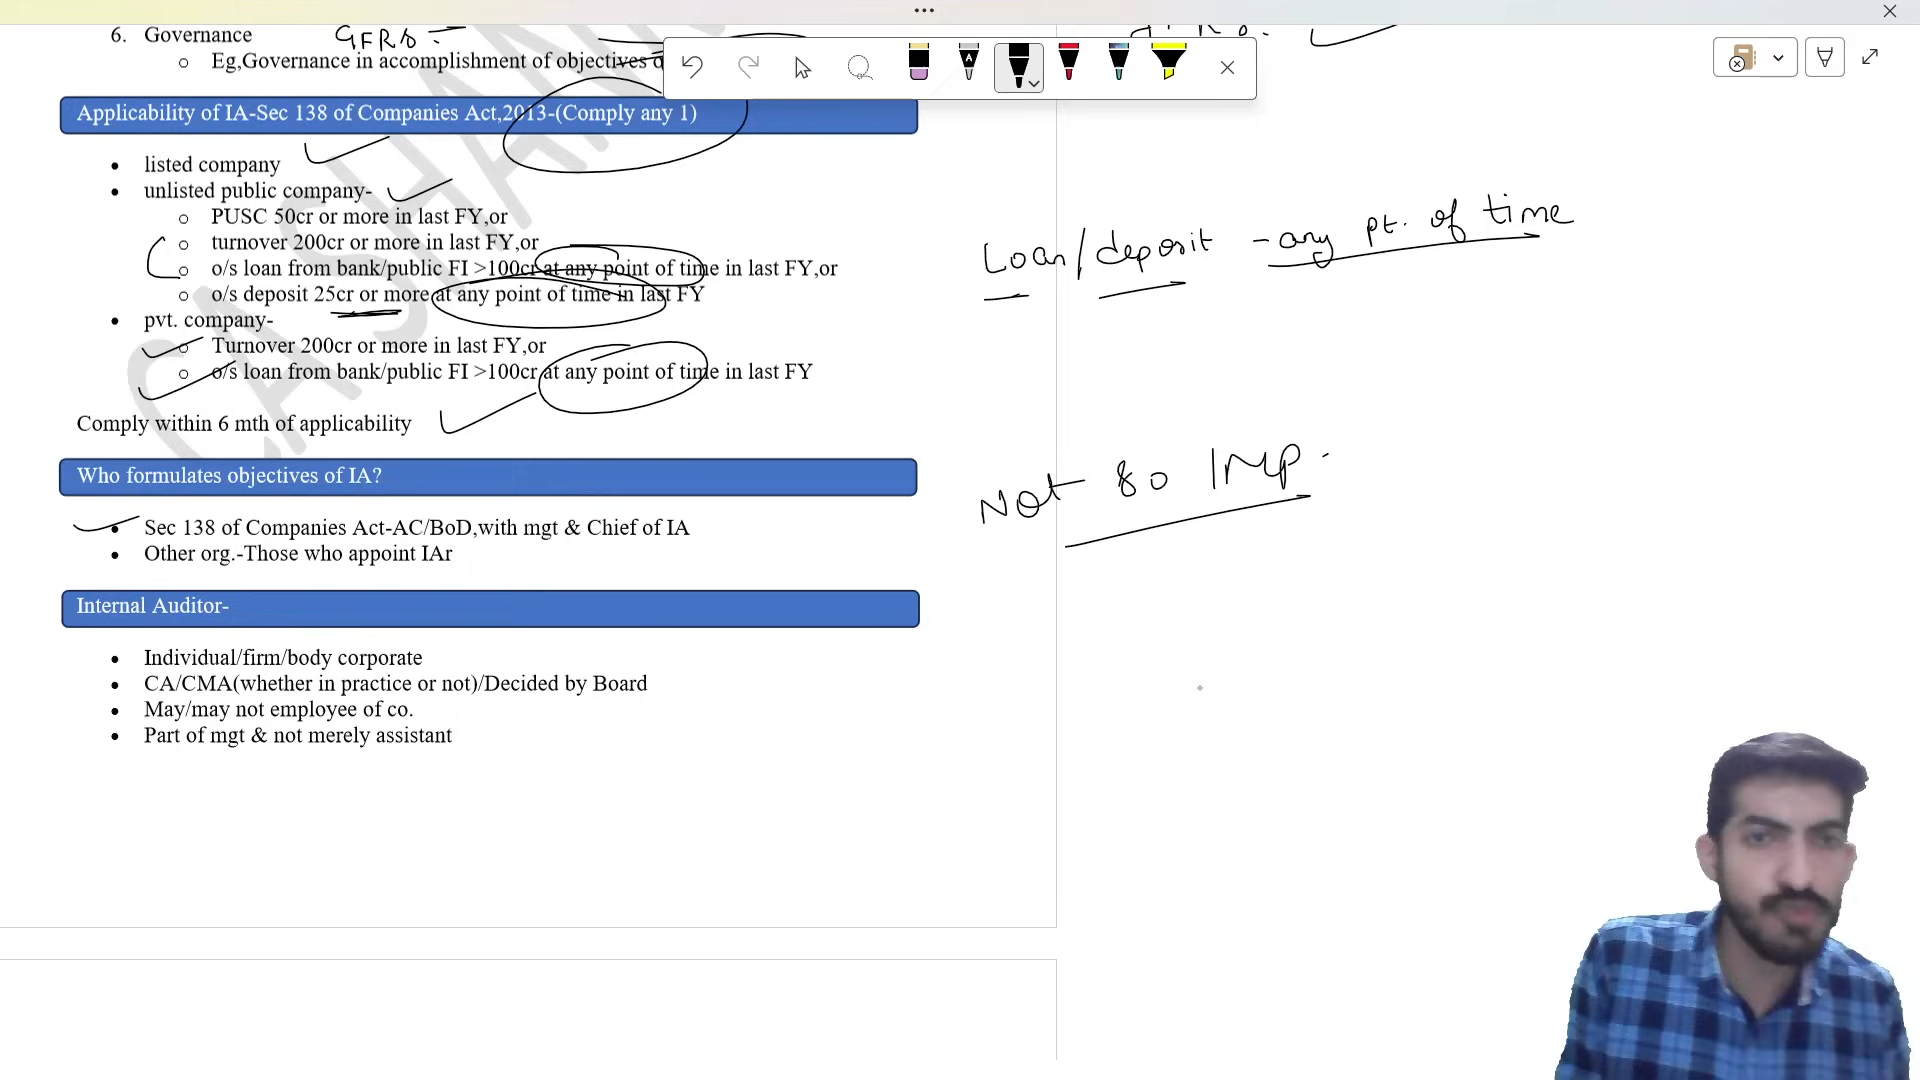 6. Governance
GFRS -
Eg,Governance in accomplishment of objectives o
Applicability of IA-Sec 138 of Companies Act,2013-(Comply any 1)
listed company
unlisted public company-
PUSC 50cr or more in last FY,or
turnover 200cr or more in last FY,or
o/s loan from bank/public FI >100cr at any point of time in last FY,or
o/s deposit 25cr or more at any point of time in last FY
pvt. company-
Turnover 200cr or more in last FY,or
o/s loan from bank/public FI >100cr at any point of time in last FY
Comply within 6 mth of applicability
Loan/deposit - any pt. of time
Who formulates objectives of IA?
Not so IMP.
Sec 138 of Companies Act-AC/BoD,with mgt & Chief of IA
Other org.-Those who appoint IAr
Internal Auditor-
Individual/firm/body corporate
CA/CMA(whether in practice or not)/Decided by Board
May/may not employee of co.
Part of mgt & not merely assistant
CA SHAN